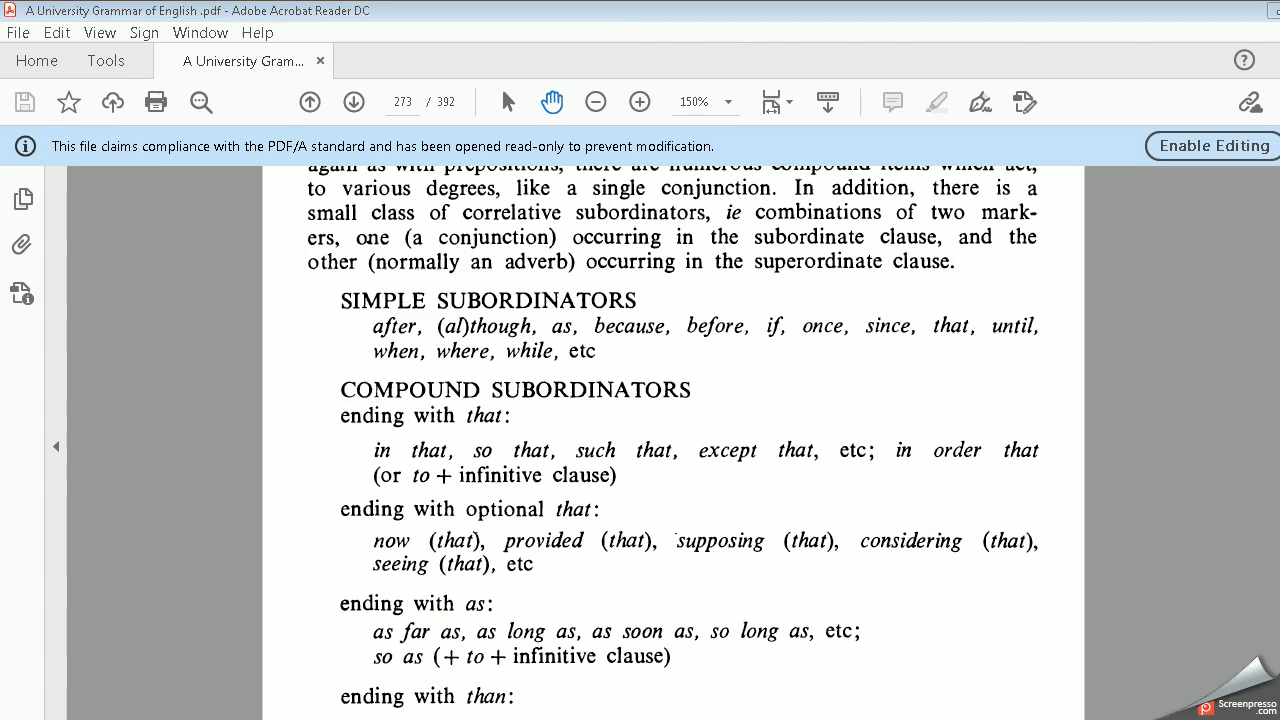 A University Grammar of English .pdf - Adobe Acrobat Reader DC
File Edit View Sign Window Help
Home Tools A University Gram... ×
273 / 392 150%
This file claims compliance with the PDF/A standard and has been opened read-only to prevent modification. Enable Editing
again as with prepositions, there are numerous compound items which act,
to various degrees, like a single conjunction. In addition, there is a
small class of correlative subordinators, ie combinations of two mark-
ers, one (a conjunction) occurring in the subordinate clause, and the
other (normally an adverb) occurring in the superordinate clause.
SIMPLE SUBORDINATORS
after, (al)though, as, because, before, if, once, since, that, until,
when, where, while, etc
COMPOUND SUBORDINATORS
ending with that:
in that, so that, such that, except that, etc; in order that
(or to + infinitive clause)
ending with optional that:
now (that), provided (that), supposing (that), considering (that),
seeing (that), etc
ending with as:
as far as, as long as, as soon as, so long as, etc;
so as (+ to + infinitive clause)
ending with than:
Screenpresso
.com